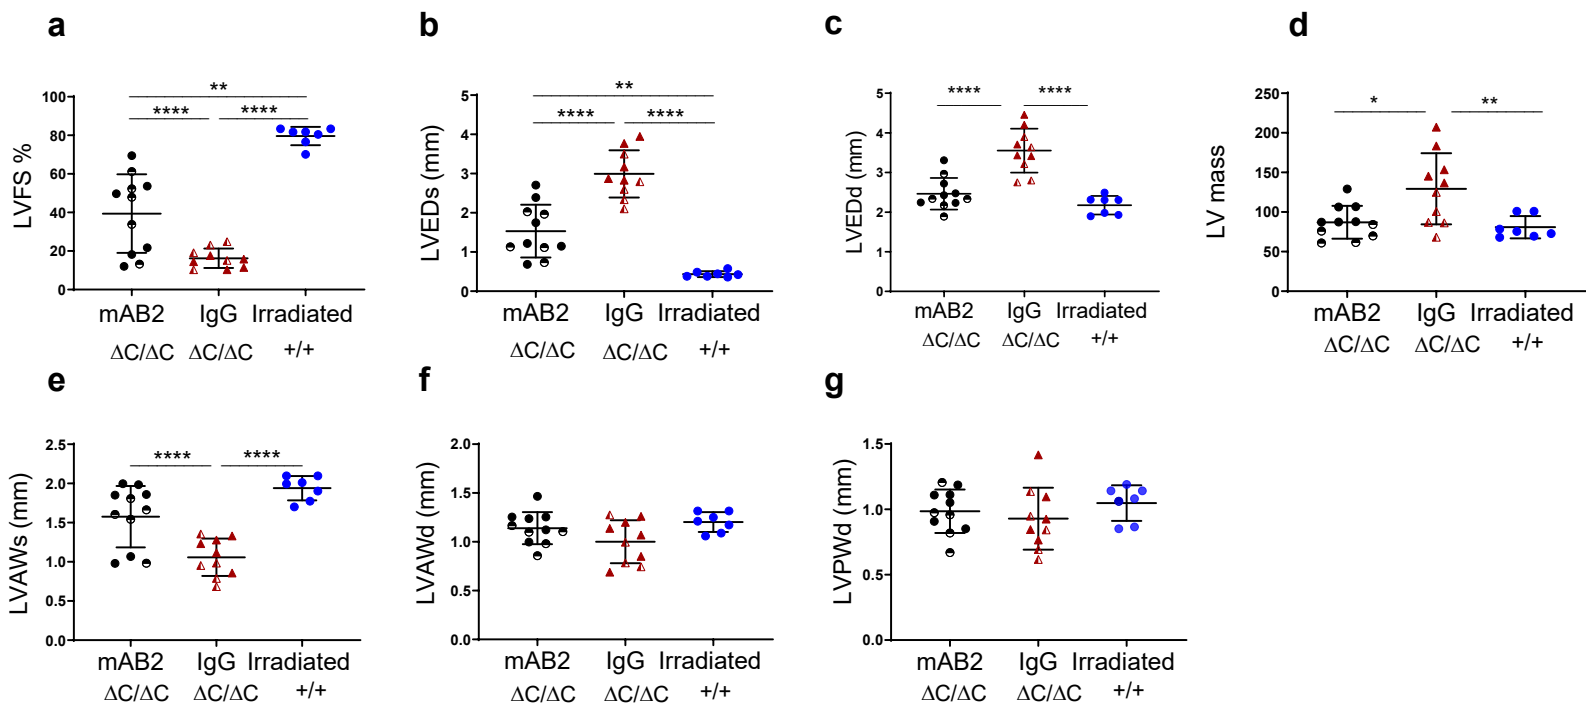 a
**
****
****
100
80
60
40
20
0
LVFS %
mAB2 IgG Irradiated
ΔC/ΔC ΔC/ΔC +/+
b
**
****
****
5
4
3
2
1
0
LVEDs (mm)
mAB2 IgG Irradiated
ΔC/ΔC ΔC/ΔC +/+
c
****
****
5
4
3
2
1
0
LVEDd (mm)
mAB2 IgG Irradiated
ΔC/ΔC ΔC/ΔC +/+
d
*
**
250
200
150
100
50
0
LV mass
mAB2 IgG Irradiated
ΔC/ΔC ΔC/ΔC +/+
e
****
****
2.5
2.0
1.5
1.0
0.5
0.0
LVAWs (mm)
mAB2 IgG Irradiated
ΔC/ΔC ΔC/ΔC +/+
f
2.0
1.5
1.0
0.5
0.0
LVAWd (mm)
mAB2 IgG Irradiated
ΔC/ΔC ΔC/ΔC +/+
g
1.5
1.0
0.5
0.0
LVPWd (mm)
mAB2 IgG Irradiated
ΔC/ΔC ΔC/ΔC +/+